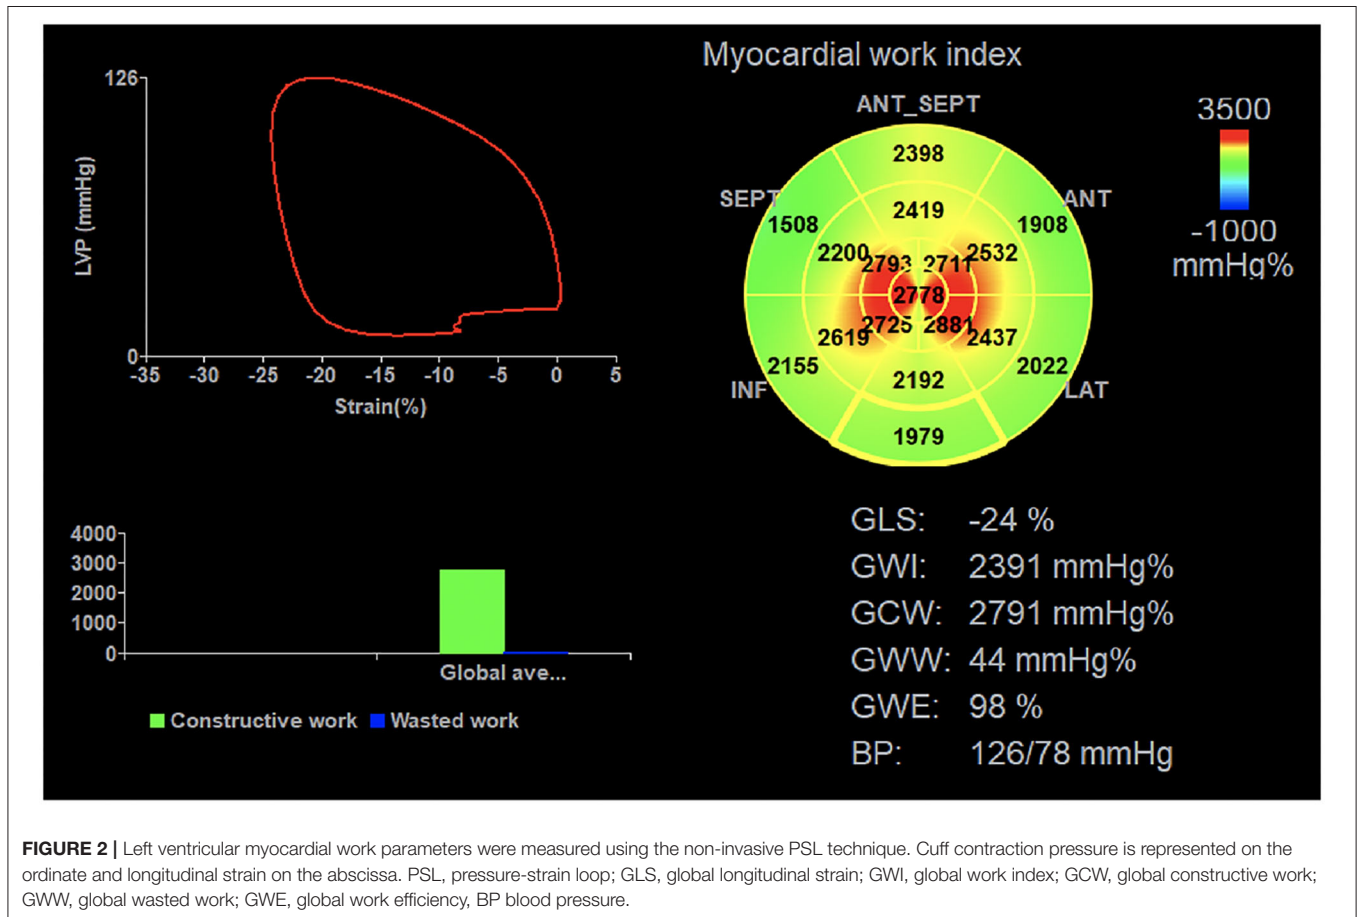 Myocardial work index
126
LVP (mmHg)
0
-35 -30 -25 -20 -15 -10 -5 0 5
Strain(%)
ANT_SEPT
SEPT
ANT
INF
LAT
2398
2419
1508
1908
2200
2793
2711
2532
2778
2619
2725
2881
2437
2155
2022
2192
1979
3500
-1000
mmHg%
4000
3000
2000
1000
0
Global ave...
Constructive work Wasted work
GLS: -24 %
GWI: 2391 mmHg%
GCW: 2791 mmHg%
GWW: 44 mmHg%
GWE: 98 %
BP: 126/78 mmHg
FIGURE 2 | Left ventricular myocardial work parameters were measured using the non-invasive PSL technique. Cuff contraction pressure is represented on the
ordinate and longitudinal strain on the abscissa. PSL, pressure-strain loop; GLS, global longitudinal strain; GWI, global work index; GCW, global constructive work;
GWW, global wasted work; GWE, global work efficiency, BP blood pressure.